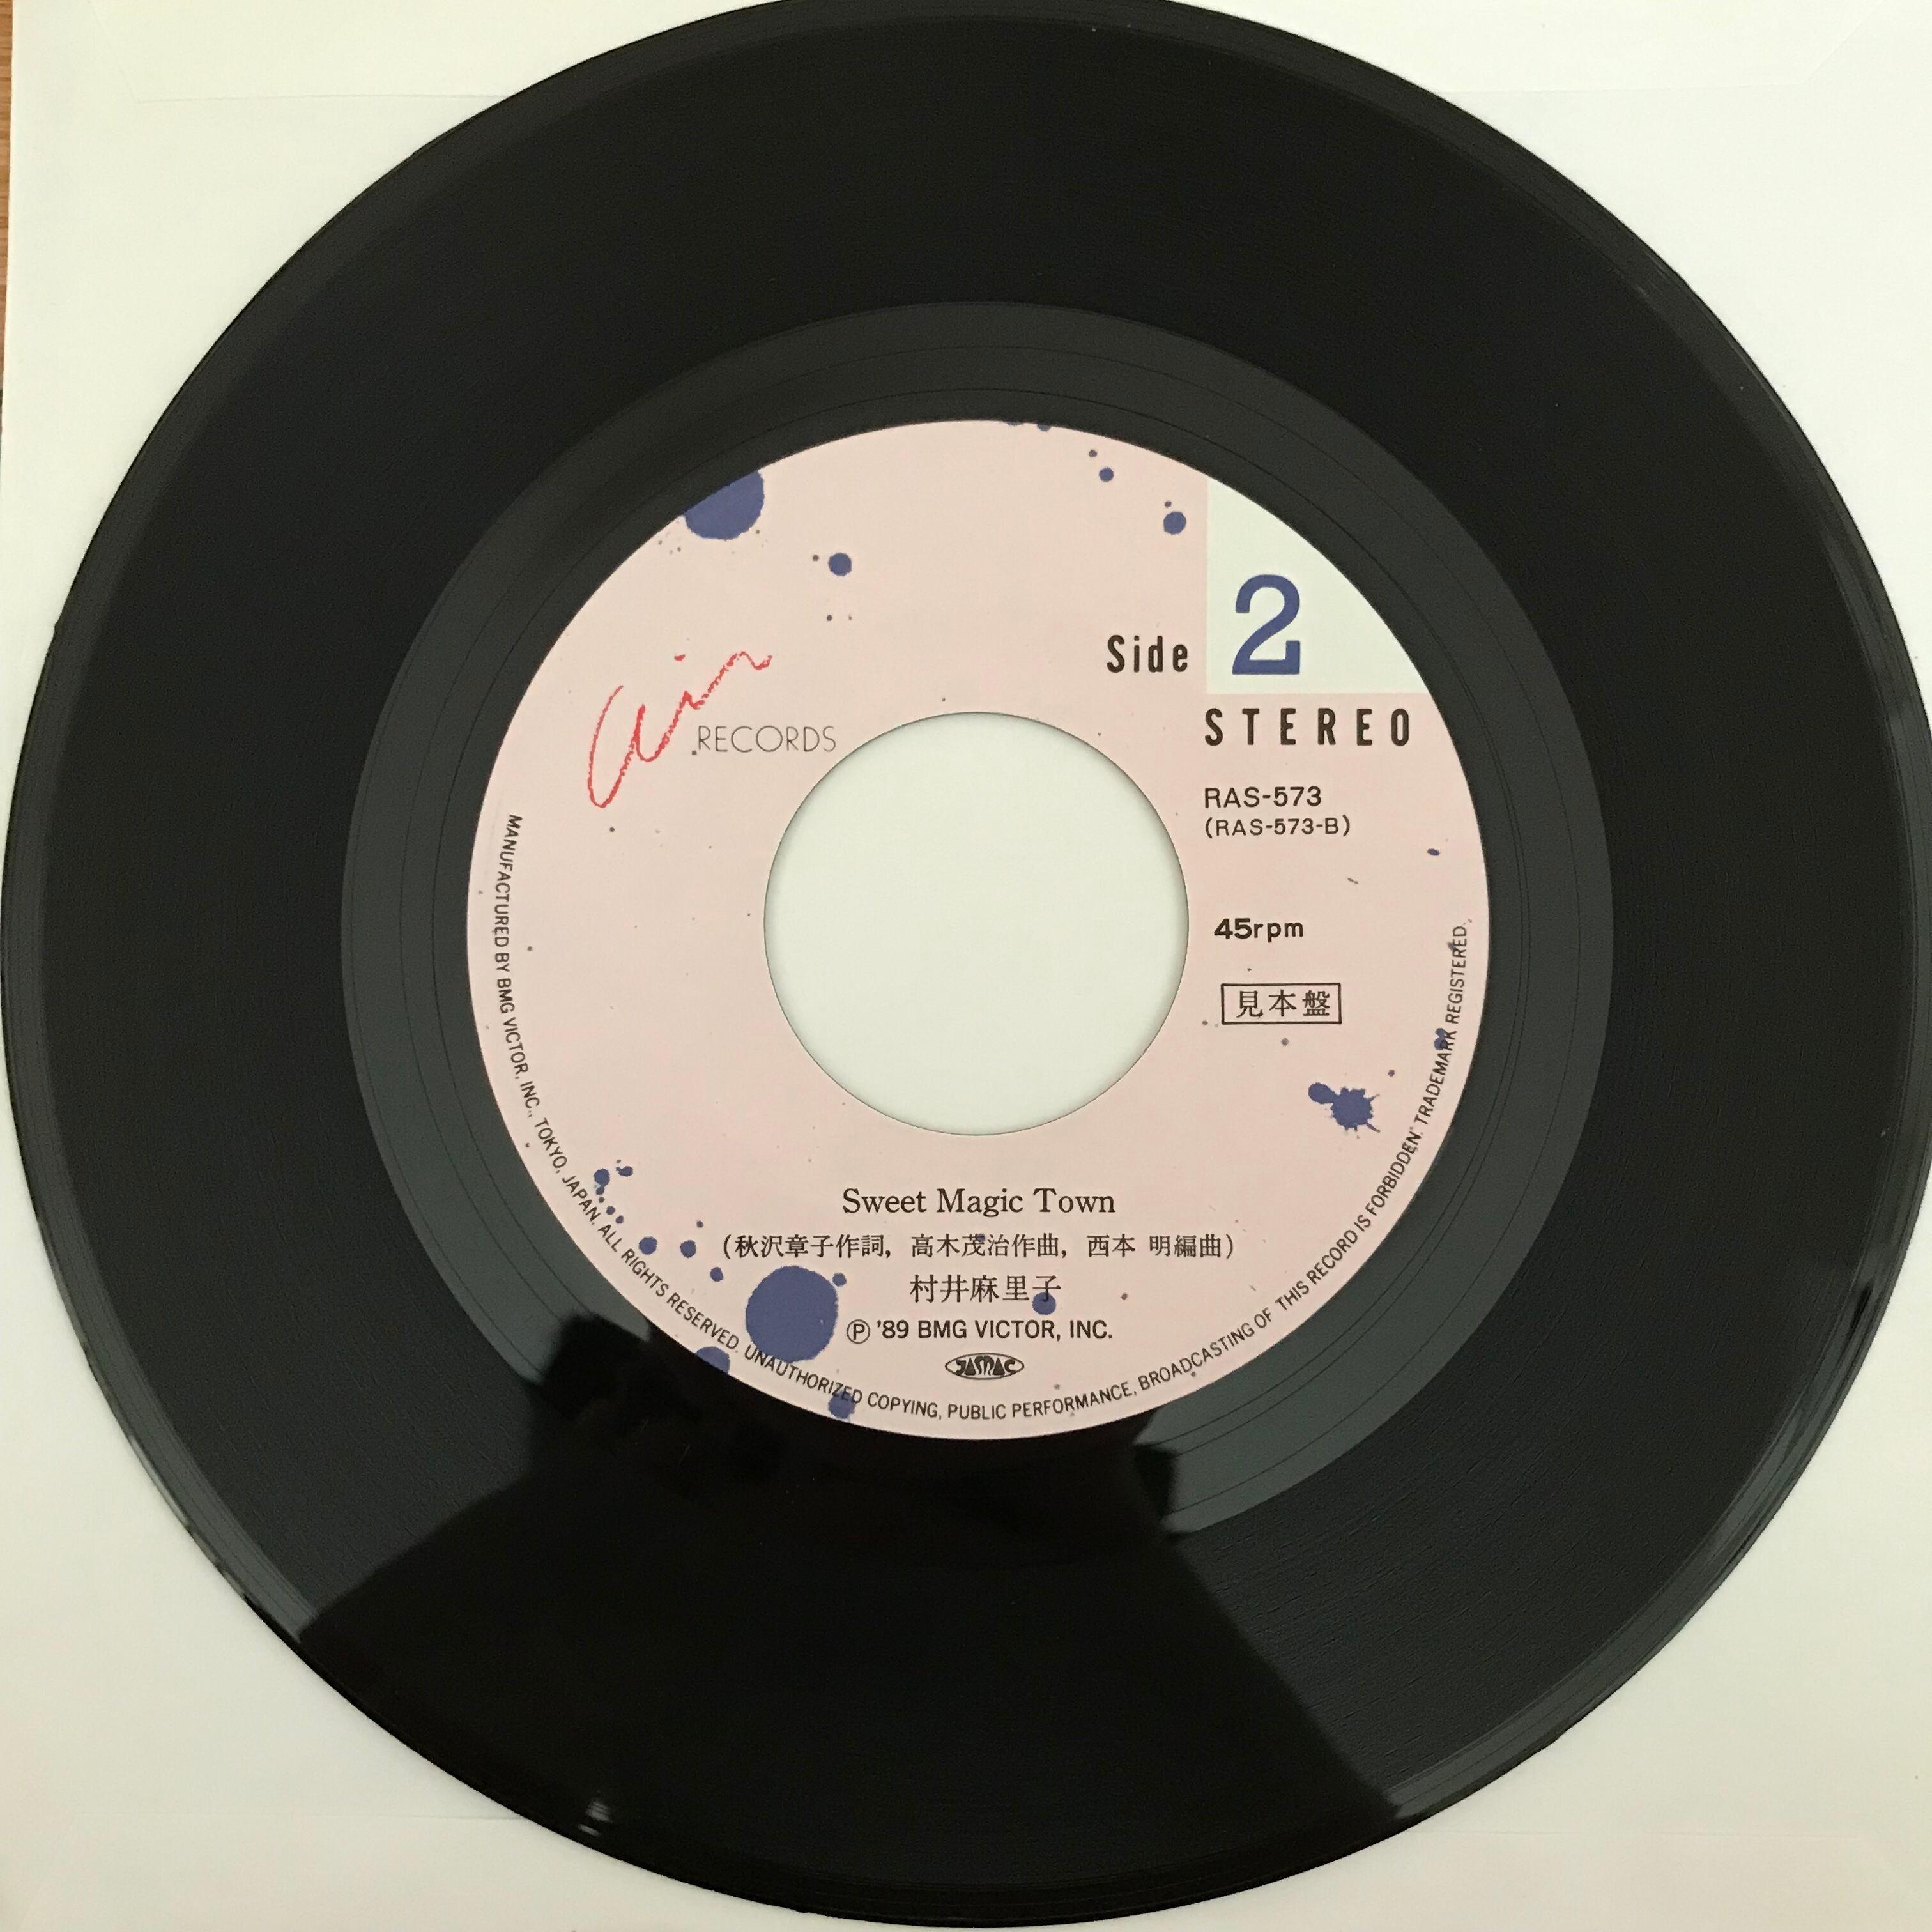 Side 2
air
RECORDS
STEREO
RAS-573
(RAS-573-B)
45rpm
見本盤
Sweet Magic Town
(秋沢章子作詞, 高木茂治作曲, 西本 明編曲)
村井麻里子
Ⓟ '89 BMG VICTOR, INC.
JASRAC
MANUFACTURED BY BMG VICTOR, INC., TOKYO, JAPAN. ALL RIGHTS RESERVED. UNAUTHORIZED COPYING, PUBLIC PERFORMANCE, BROADCASTING OF THIS RECORD IS FORBIDDEN. TRADEMARK REGISTERED.